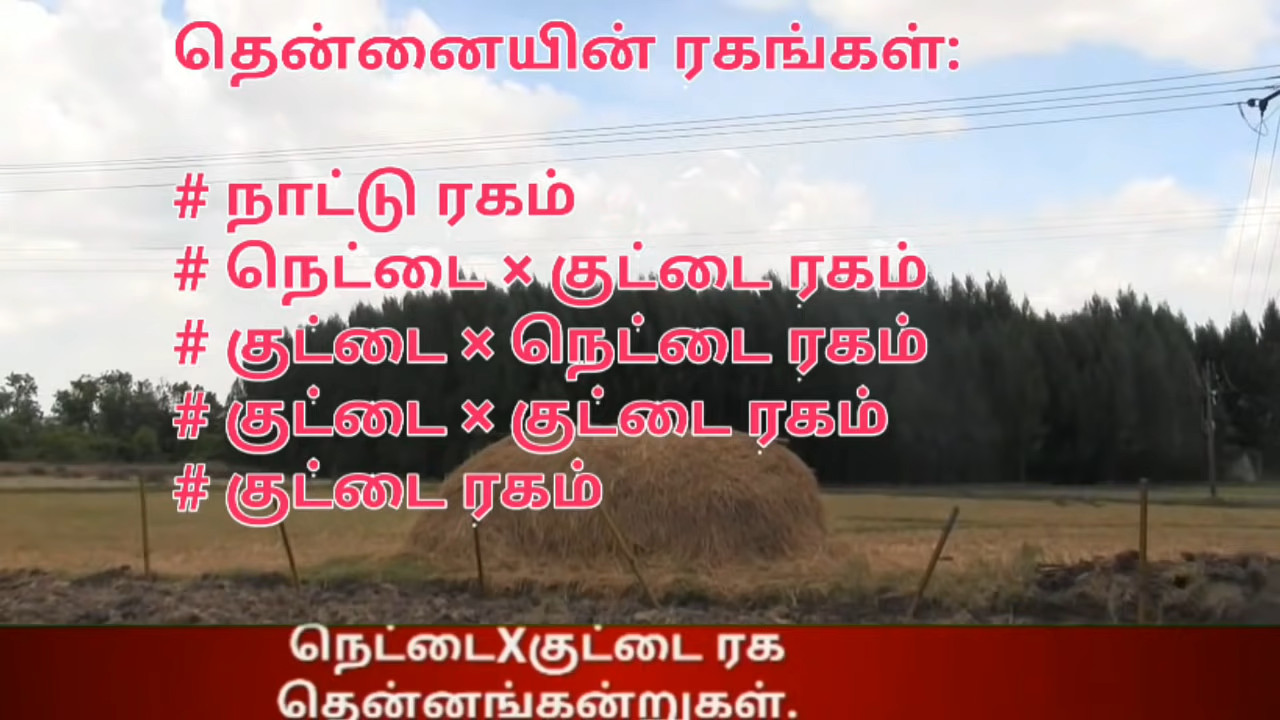 தென்னையின் ரகங்கள்:
# நாட்டு ரகம்
# நெட்டை × குட்டை ரகம்
# குட்டை × நெட்டை ரகம்
# குட்டை × குட்டை ரகம்
# குட்டை ரகம்
நெட்டைXகுட்டை ரக
தென்னங்கன்றுகள்.